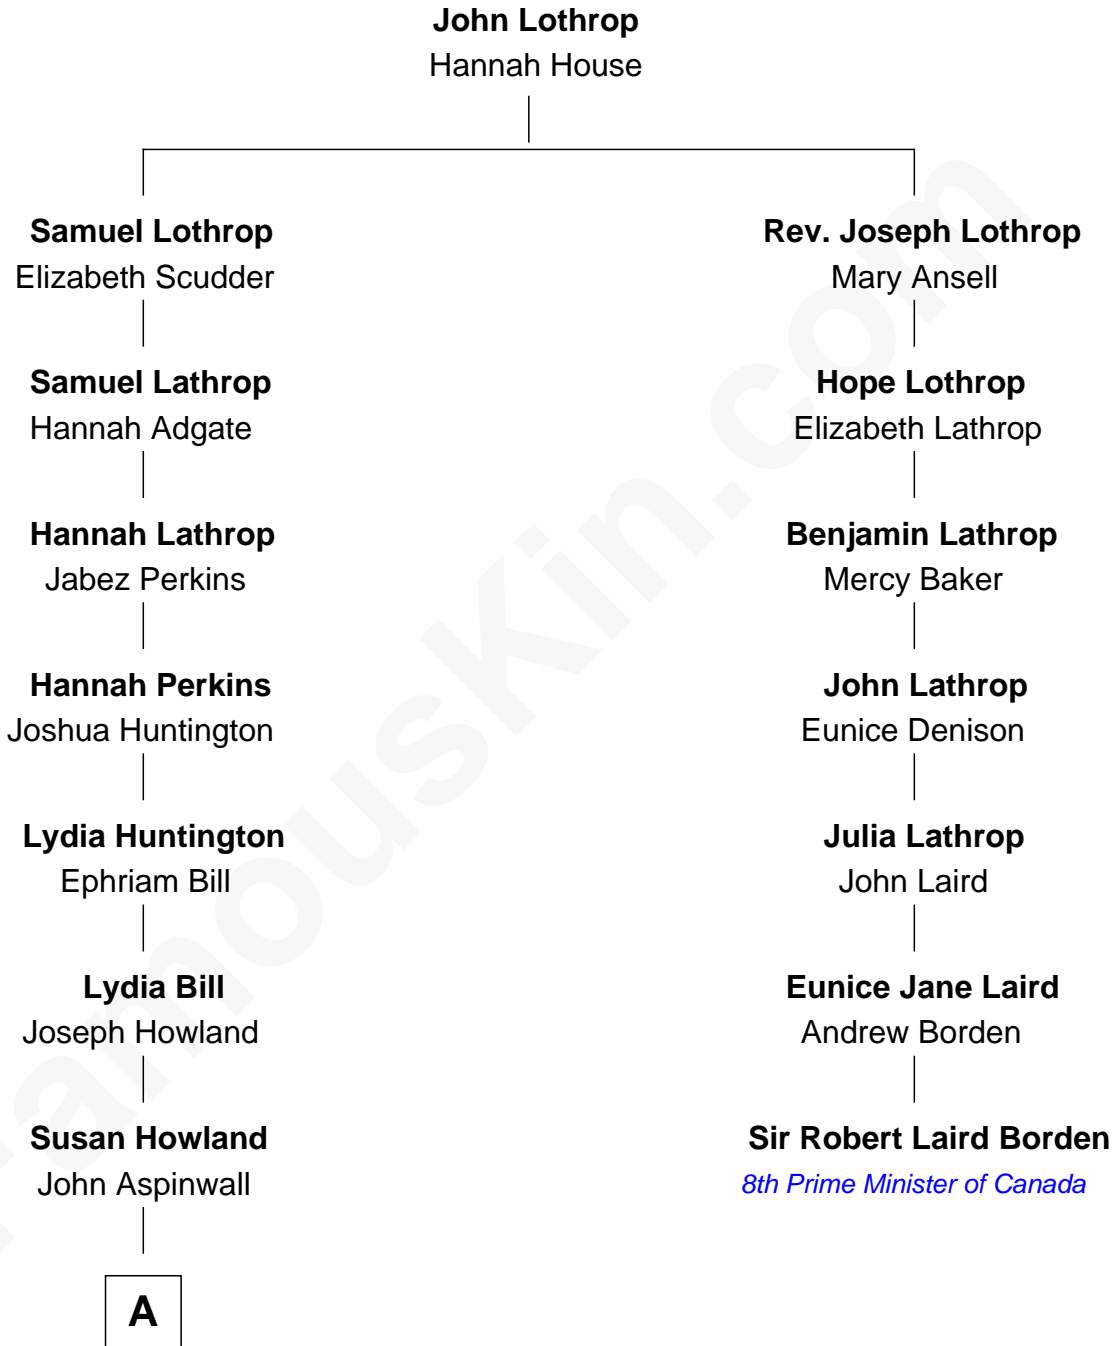 John Lothrop
Hannah House
Samuel Lothrop
Elizabeth Scudder
Samuel Lathrop
Hannah Adgate
Hannah Lathrop
Jabez Perkins
Hannah Perkins
Joshua Huntington
Lydia Huntington
Ephriam Bill
Lydia Bill
Joseph Howland
Susan Howland
John Aspinwall
A
Rev. Joseph Lothrop
Mary Ansell
Hope Lothrop
Elizabeth Lathrop
Benjamin Lathrop
Mercy Baker
John Lathrop
Eunice Denison
Julia Lathrop
John Laird
Eunice Jane Laird
Andrew Borden
Sir Robert Laird Borden
8th Prime Minister of Canada
FamousKin.com